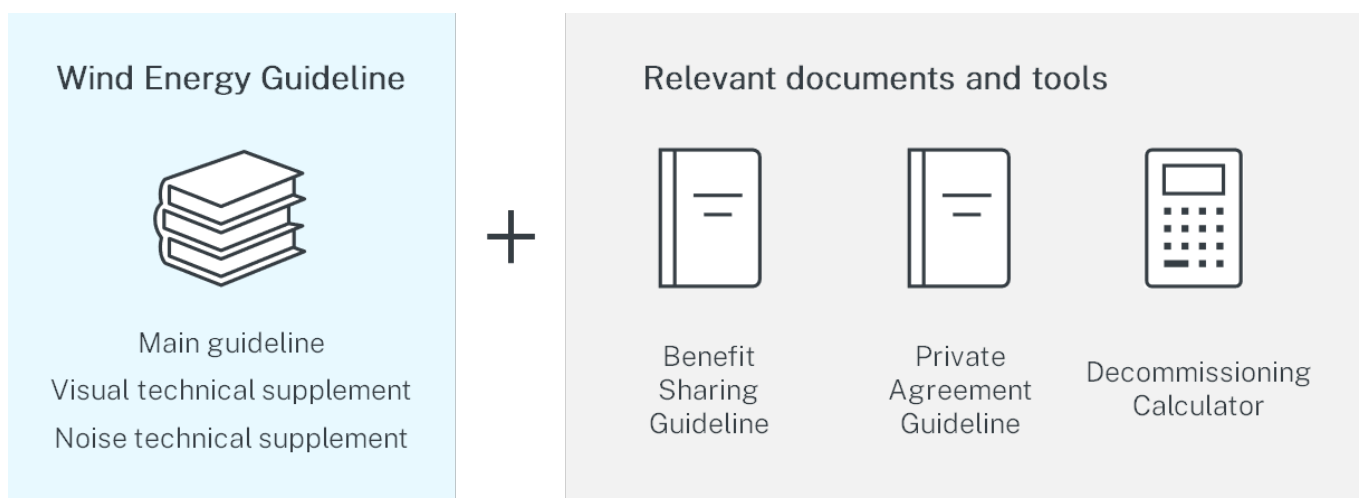 Wind Energy Guideline
Main guideline
Visual technical supplement
Noise technical supplement
Relevant documents and tools
Benefit
Sharing
Guideline
Private
Agreement
Guideline
Decommissioning
Calculator